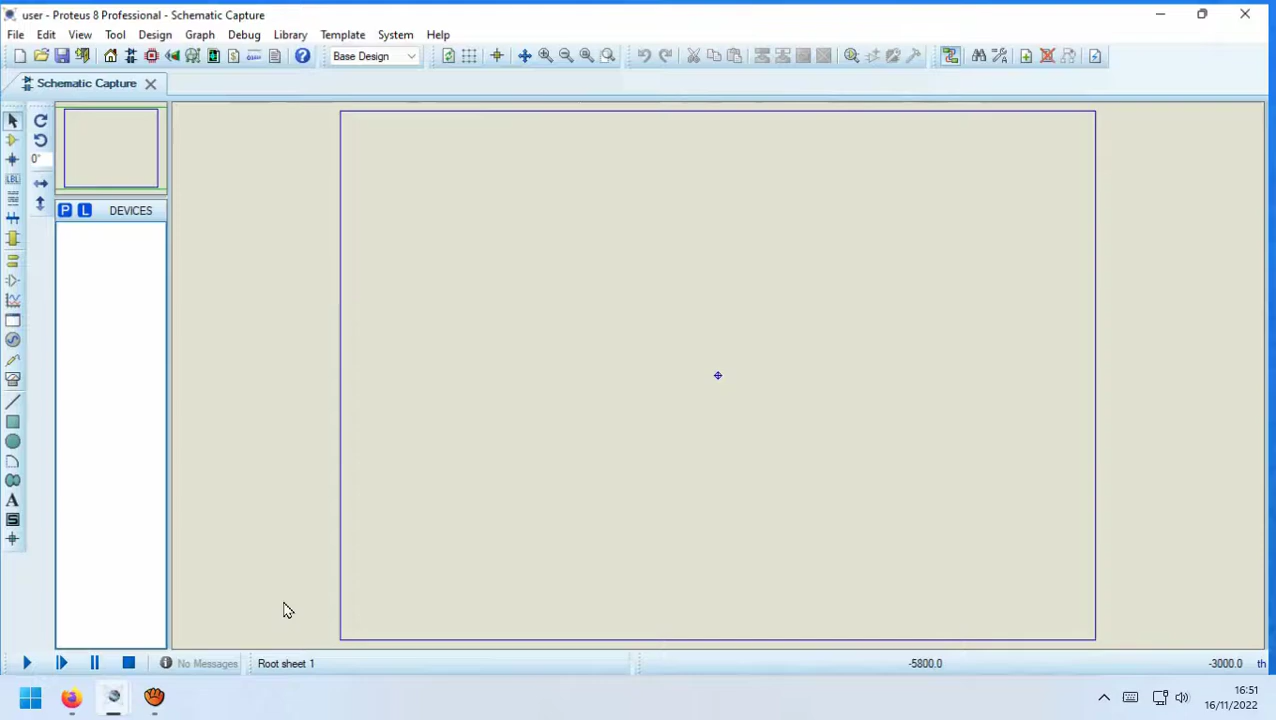 user - Proteus 8 Professional - Schematic Capture
File Edit View Tool Design Graph Debug Library Template System Help
Base Design
Schematic Capture
0°
LBL
P L DEVICES
A
S
No Messages
Root sheet 1
-5800.0
-3000.0
th
16:51
16/11/2022